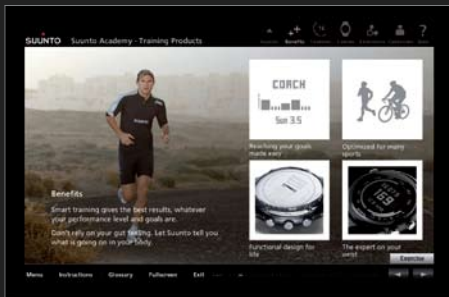 SUUNTO Suunto Academy - Training Products
Benefits
COACH
Sun 3.5
Reaching your goals
made easy
Optimized for many
sports
Benefits
Smart training gives the best results, whatever
your performance level and goals are.
Don't rely on your gut feeling. Let Suunto tell you
what is going on in your body.
Functional design for
life
The expert on your
wrist
Exercise
Menu Instructions Glossary Fullscreen Exit